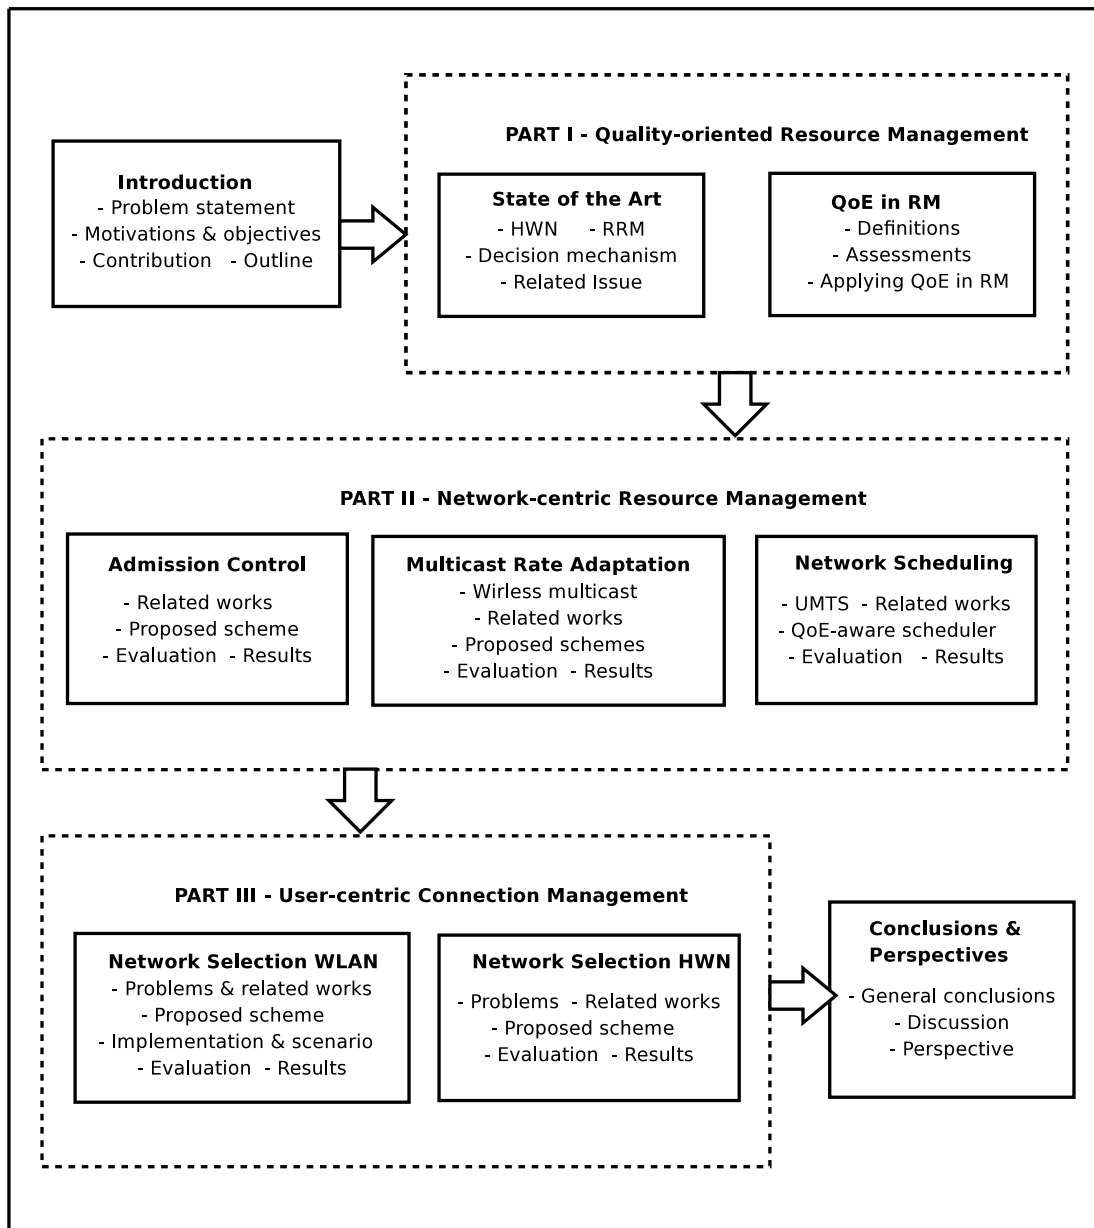 PART I - Quality-oriented Resource Management
Introduction
- Problem statement
- Motivations & objectives
- Contribution - Outline
State of the Art
- HWN - RRM
- Decision mechanism
- Related Issue
QoE in RM
- Definitions
- Assessments
- Applying QoE in RM
PART II - Network-centric Resource Management
Admission Control
- Related works
- Proposed scheme
- Evaluation - Results
Multicast Rate Adaptation
- Wirless multicast
- Related works
- Proposed schemes
- Evaluation - Results
Network Scheduling
- UMTS - Related works
- QoE-aware scheduler
- Evaluation - Results
PART III - User-centric Connection Management
Network Selection WLAN
- Problems & related works
- Proposed scheme
- Implementation & scenario
- Evaluation - Results
Network Selection HWN
- Problems - Related works
- Proposed scheme
- Evaluation - Results
Conclusions &
Perspectives
- General conclusions
- Discussion
- Perspective